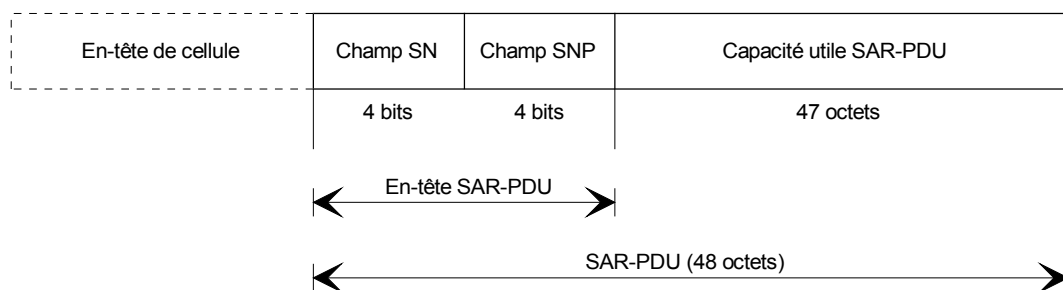 En-tête de cellule
Champ SN
Champ SNP
Capacité utile SAR-PDU
4 bits
4 bits
47 octets
En-tête SAR-PDU
SAR-PDU (48 octets)